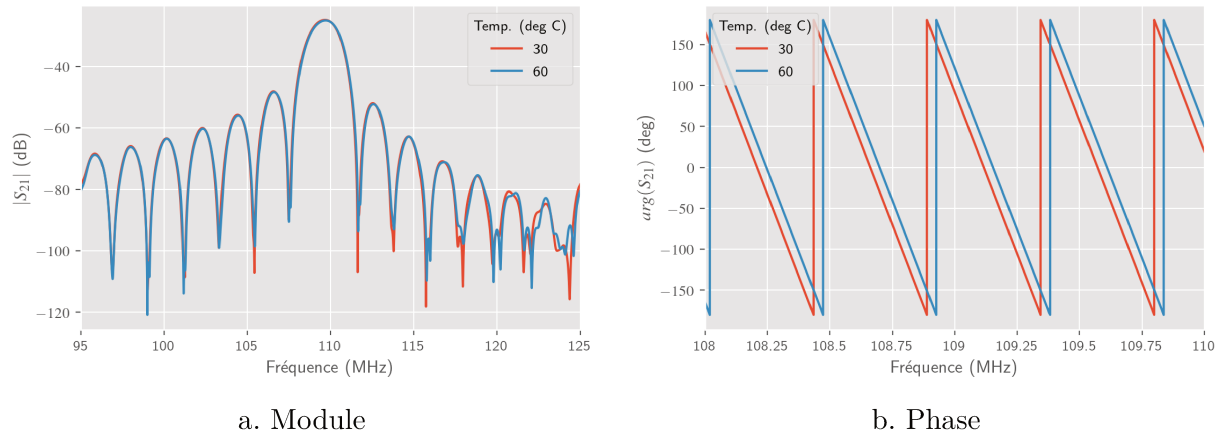 Temp. (deg C)
30
60
|S21| (dB)
−40
−60
−80
−100
−120
95 100 105 110 115 120 125
Fréquence (MHz)
a. Module
Temp. (deg C)
30
60
arg(S21) (deg)
150
100
50
0
−50
−100
−150
108 108.25 108.5 108.75 109 109.25 109.5 109.75 110
Fréquence (MHz)
b. Phase